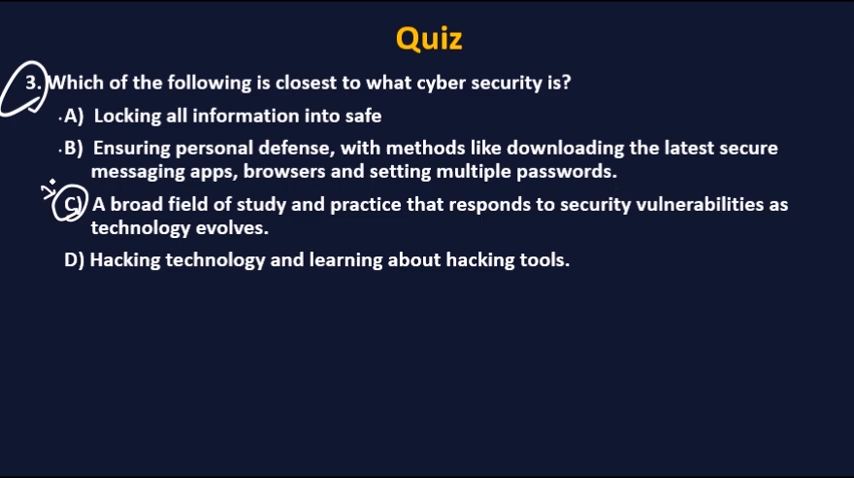 Quiz
3. Which of the following is closest to what cyber security is?
A) Locking all information into safe
B) Ensuring personal defense, with methods like downloading the latest secure
messaging apps, browsers and setting multiple passwords.
C) A broad field of study and practice that responds to security vulnerabilities as
technology evolves.
D) Hacking technology and learning about hacking tools.